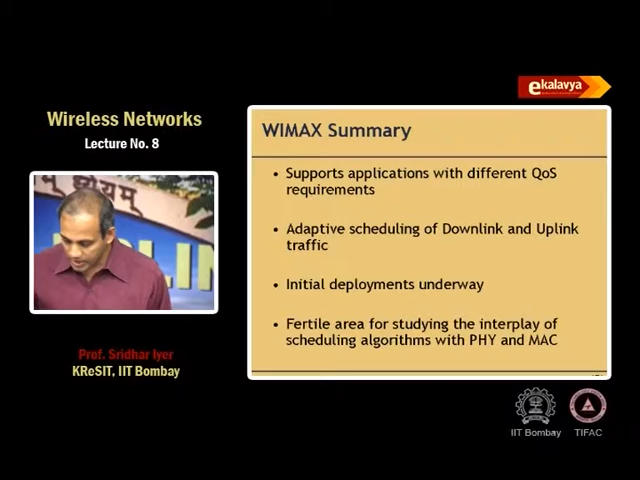 ekalavya
Wireless Networks
Lecture No. 8
WIMAX Summary
• Supports applications with different QoS
requirements
• Adaptive scheduling of Downlink and Uplink
traffic
• Initial deployments underway
• Fertile area for studying the interplay of
scheduling algorithms with PHY and MAC
Prof. Sridhar Iyer
KReSIT, IIT Bombay
IIT Bombay
TIFAC